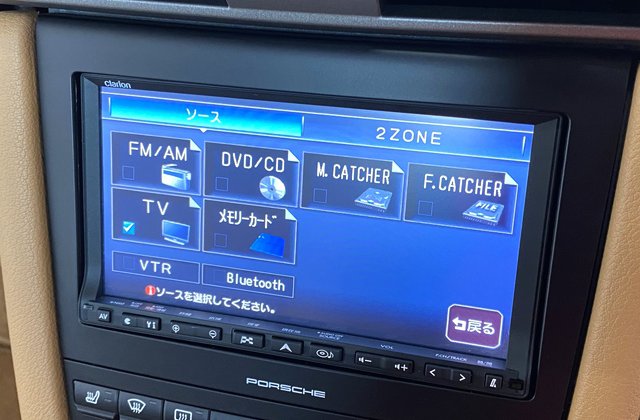 clarion
ソース
2ZONE
FM/AM
DVD/CD
M.CATCHER
F.CATCHER
FILE
TV
ﾒﾓﾘｰｶｰﾄﾞ
VTR
Bluetooth
ソースを選択してください。
戻る
AV
VOL
PORSCHE